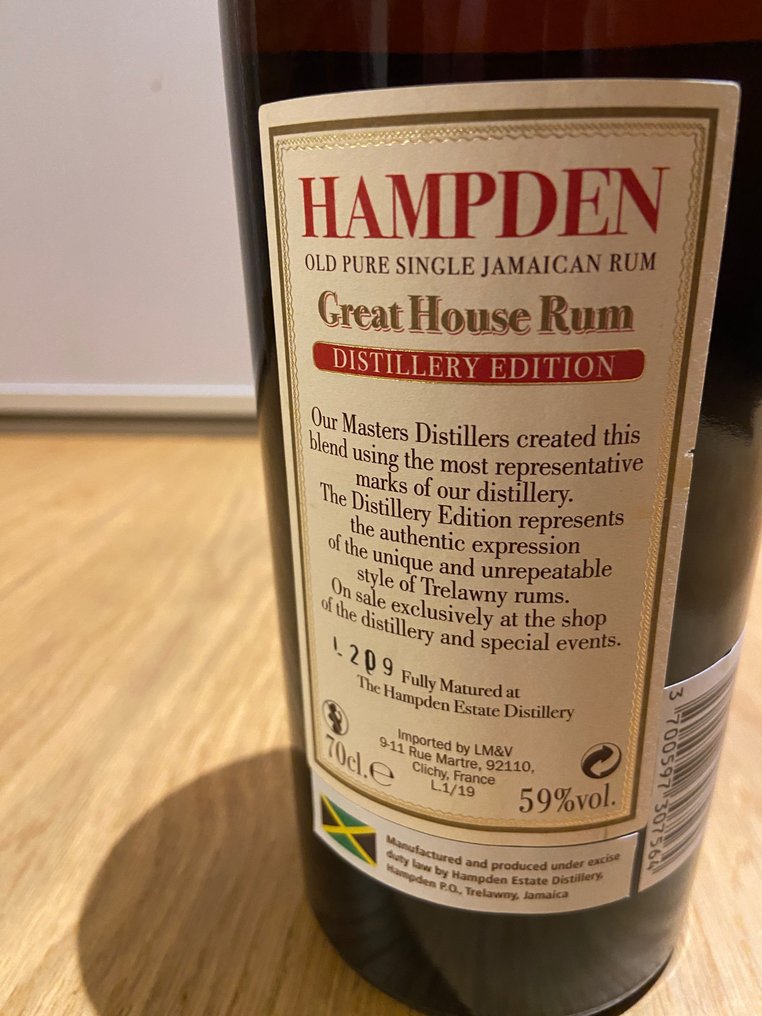 HAMPDEN
OLD PURE SINGLE JAMAICAN RUM
Great House Rum
DISTILLERY EDITION
Our Masters Distillers created this
blend using the most representative
marks of our distillery.
The Distillery Edition represents
the authentic expression
of the unique and unrepeatable
style of Trelawny rums.
On sale exclusively at the shop
of the distillery and special events.
L209
Fully Matured at
The Hampden Estate Distillery
Imported by LM&V
9-11 Rue Martre, 92110,
Clichy, France
L.1/19
70cl.℮
59%vol.
Manufactured and produced under excise
duty law by Hampden Estate Distillery,
Hampden P.O., Trelawny, Jamaica
3 700597 307564